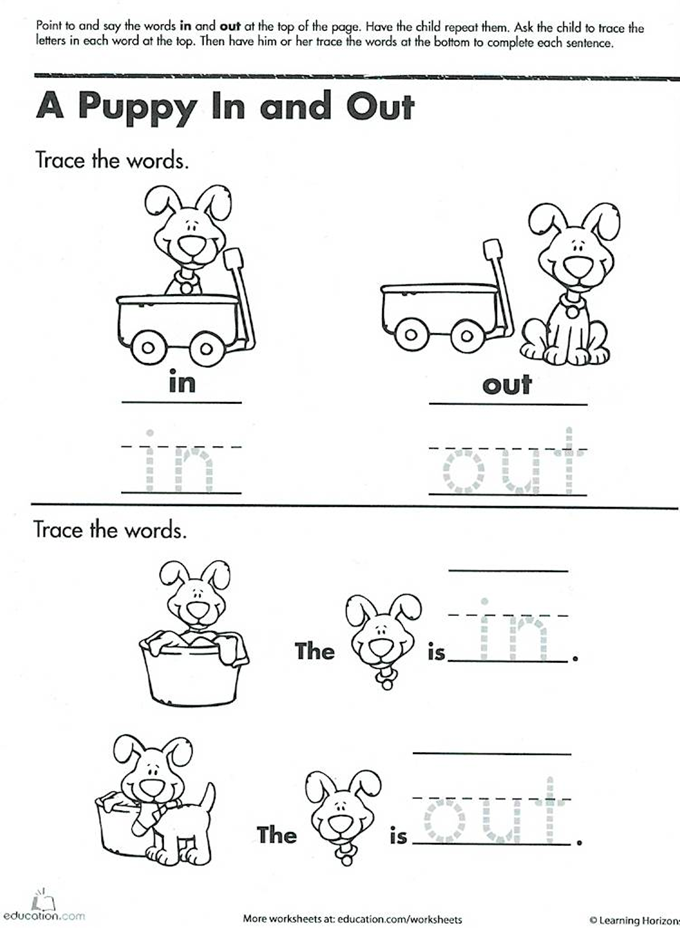 Point to and say the words in and out at the top of the page. Have the child repeat them. Ask the child to trace the
letters in each word at the top. Then have him or her trace the words at the bottom to complete each sentence.
A Puppy In and Out
Trace the words.
in
out
in
out
Trace the words.
The is in.
The is out.
education.com
More worksheets at: education.com/worksheets
© Learning Horizon